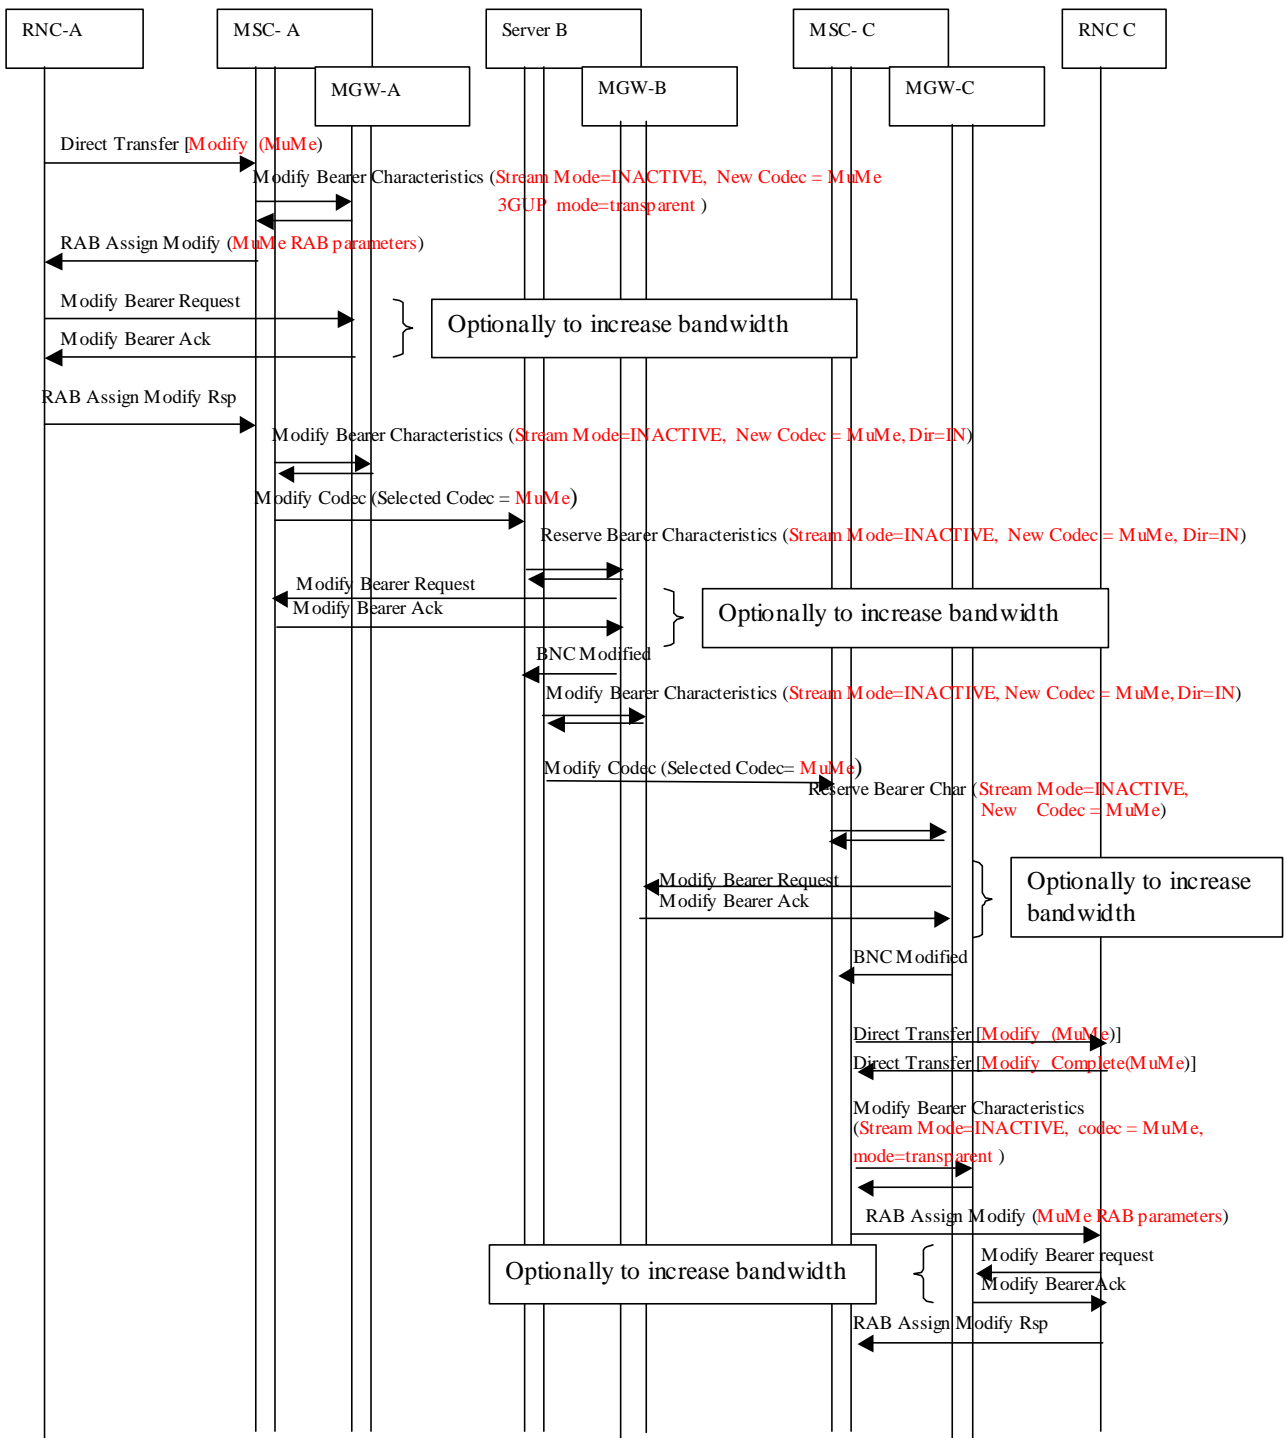 RNC-A
MSC- A
Server B
MSC- C
RNC C
MGW-A
MGW-B
MGW-C
Direct Transfer [Modify (MuMe)
Modify Bearer Characteristics (Stream Mode=INACTIVE, New Codec = MuMe
3GUP mode=transparent )
RAB Assign Modify (MuMe RAB parameters)
Modify Bearer Request
Optionally to increase bandwidth
Modify Bearer Ack
RAB Assign Modify Rsp
Modify Bearer Characteristics (Stream Mode=INACTIVE, New Codec = MuMe, Dir=IN)
Modify Codec (Selected Codec = MuMe)
Reserve Bearer Characteristics (Stream Mode=INACTIVE, New Codec = MuMe, Dir=IN)
Modify Bearer Request
Modify Bearer Ack
Optionally to increase bandwidth
BNC Modified
Modify Bearer Characteristics (Stream Mode=INACTIVE, New Codec = MuMe, Dir=IN)
Modify Codec (Selected Codec= MuMe)
Reserve Bearer Char (Stream Mode=INACTIVE,
New Codec = MuMe)
Modify Bearer Request
Modify Bearer Ack
Optionally to increase
bandwidth
BNC Modified
Direct Transfer [Modify (MuMe)]
Direct Transfer [Modify Complete(MuMe)]
Modify Bearer Characteristics
(Stream Mode=INACTIVE, codec = MuMe,
mode=transparent )
RAB Assign Modify (MuMe RAB parameters)
Optionally to increase bandwidth
Modify Bearer request
Modify BearerAck
RAB Assign Modify Rsp